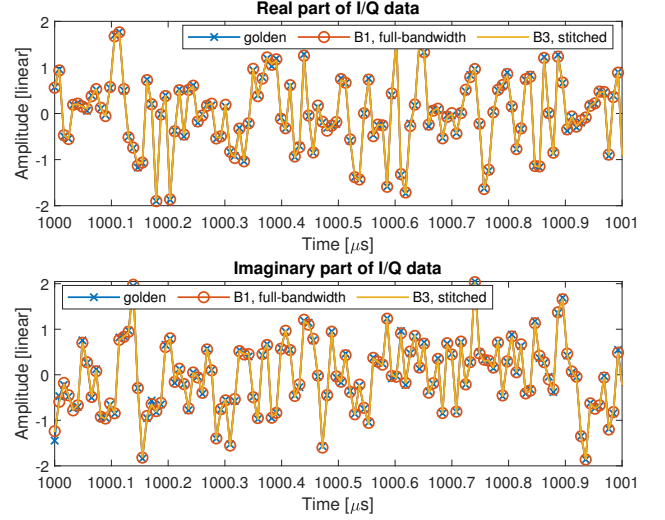 Real part of I/Q data
golden B1, full-bandwidth B3, stitched
Amplitude [linear]
2
1
0
-1
-2
1000 1000.1 1000.2 1000.3 1000.4 1000.5 1000.6 1000.7 1000.8 1000.9 1001
Time [μs]
Imaginary part of I/Q data
golden B1, full-bandwidth B3, stitched
Amplitude [linear]
2
1
0
-1
-2
1000 1000.1 1000.2 1000.3 1000.4 1000.5 1000.6 1000.7 1000.8 1000.9 1001
Time [μs]